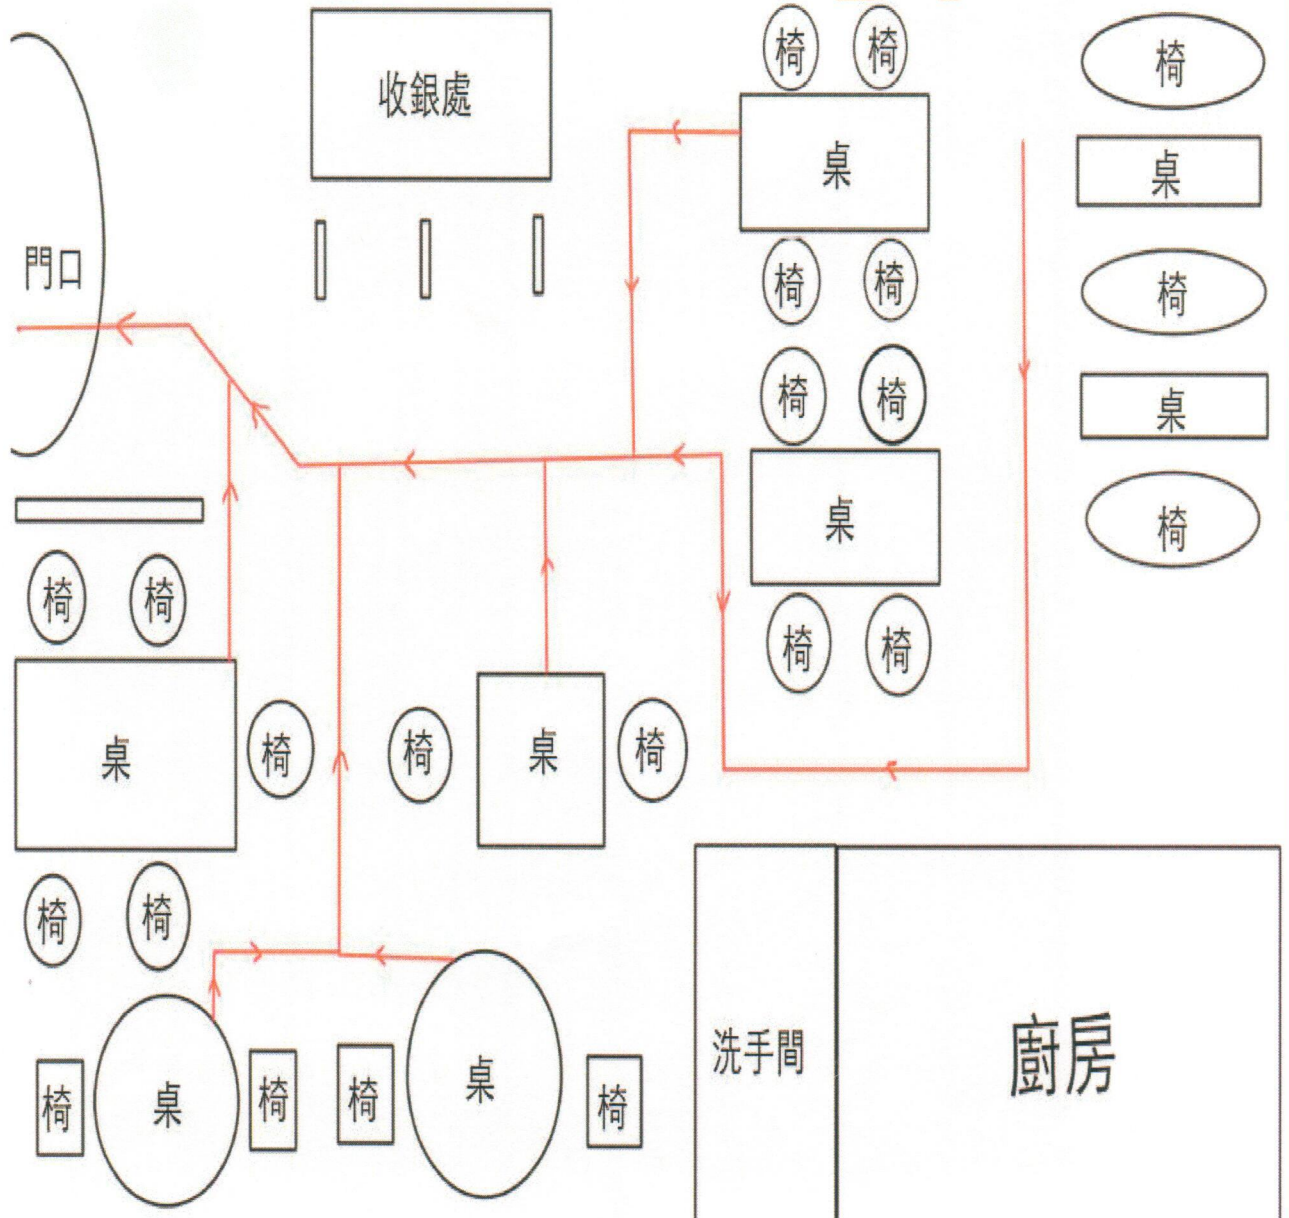 椅 椅 椅
收銀處
桌 桌
門口 椅 椅 椅
椅 椅 桌
桌 椅
椅 椅 椅 椅
桌 椅 椅 桌 椅
椅 椅
椅 桌 椅 椅 桌 椅
洗手間 廚房